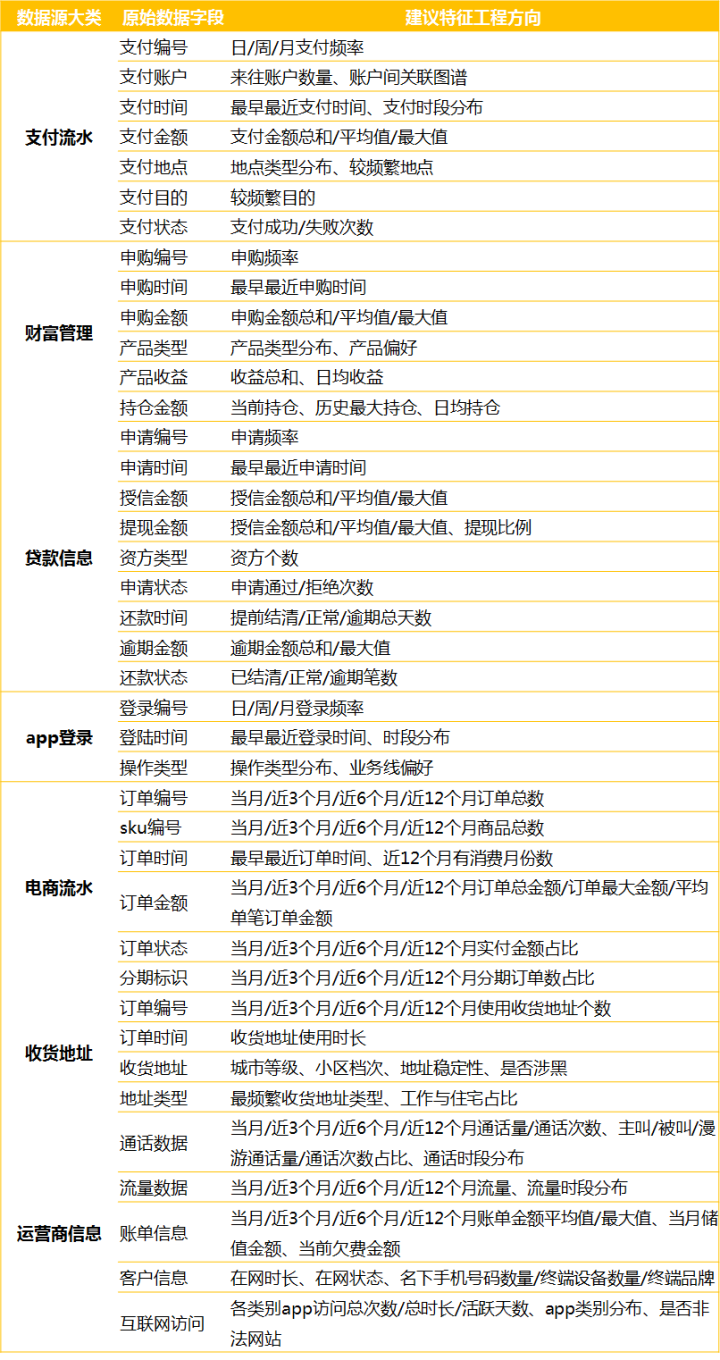 数据源大类 原始数据字段 建议特征工程方向
支付编号 日/周/月支付频率
支付账户 来往账户数量、账户间关联图谱
支付时间 最早最近支付时间、支付时段分布
支付流水 支付金额 支付金额总和/平均值/最大值
支付地点 地点类型分布、较频繁地点
支付目的 较频繁目的
支付状态 支付成功/失败次数
申购编号 申购频率
申购时间 最早最近申购时间
申购金额 申购金额总和/平均值/最大值
财富管理
产品类型 产品类型分布、产品偏好
产品收益 收益总和、日均收益
持仓金额 当前持仓、历史最大持仓、日均持仓
申请编号 申请频率
申请时间 最早最近申请时间
授信金额 授信金额总和/平均值/最大值
提现金额 授信金额总和/平均值/最大值、提现比例
贷款信息 资方类型 资方个数
申请状态 申请通过/拒绝次数
还款时间 提前结清/正常/逾期总天数
逾期金额 逾期金额总和/最大值
还款状态 已结清/正常/逾期笔数
登录编号 日/周/月登录频率
app登录 登陆时间 最早最近登录时间、时段分布
操作类型 操作类型分布、业务线偏好
订单编号 当月/近3个月/近6个月/近12个月订单总数
sku编号 当月/近3个月/近6个月/近12个月商品总数
订单时间 最早最近订单时间、近12个月有消费月份数
电商流水 订单金额 当月/近3个月/近6个月/近12个月订单总金额/订单最大金额/平均
单笔订单金额
订单状态 当月/近3个月/近6个月/近12个月实付金额占比
分期标识 当月/近3个月/近6个月/近12个月分期订单数占比
订单编号 当月/近3个月/近6个月/近12个月使用收货地址个数
订单时间 收货地址使用时长
收货地址
收货地址 城市等级、小区档次、地址稳定性、是否涉黑
地址类型 最频繁收货地址类型、工作与住宅占比
通话数据 当月/近3个月/近6个月/近12个月通话量/通话次数、主叫/被叫/漫
游通话量/通话次数占比、通话时段分布
流量数据 当月/近3个月/近6个月/近12个月流量、流量时段分布
运营商信息 账单信息 当月/近3个月/近6个月/近12个月账单金额平均值/最大值、当月储
值金额、当前欠费金额
客户信息 在网时长、在网状态、名下手机号码数量/终端设备数量/终端品牌
互联网访问 各类别app访问总次数/总时长/活跃天数、app类别分布、是否非
法网站